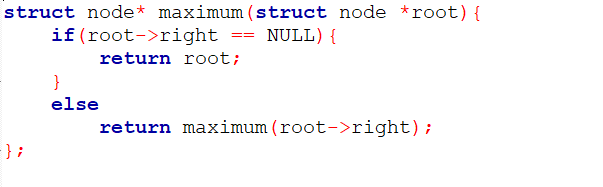 struct node* maximum(struct node *root){
    if(root->right == NULL){
        return root;
    }
    else
        return maximum(root->right);
};